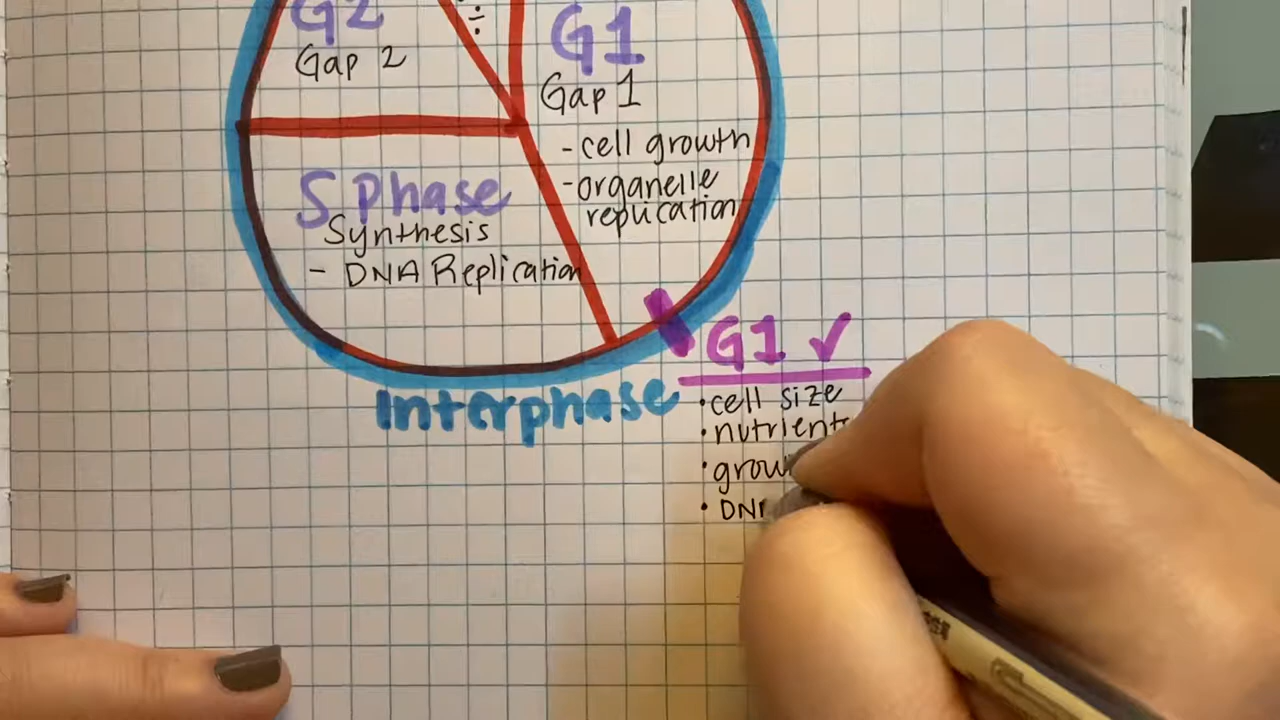 G2
Gap 2
÷
G1
Gap 1
- cell growth
- organelle
replication
S Phase
Synthesis
- DNA Replication
G1 ✓
Interphase
• cell size
•
•
•